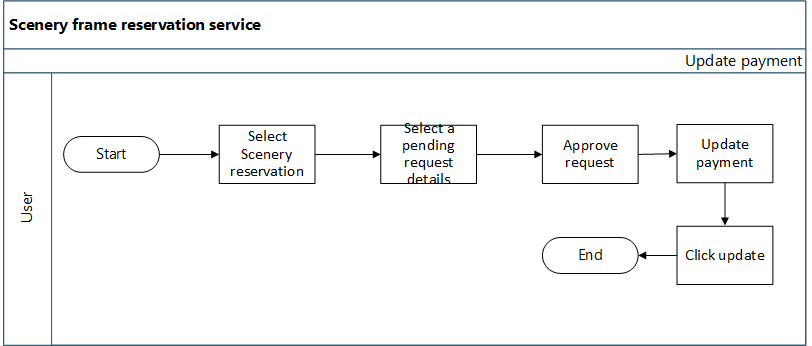 Scenery frame reservation service
Update payment
User
Start
Select
Scenery
reservation
Select a
pending
request
details
Approve
request
Update
payment
Click update
End